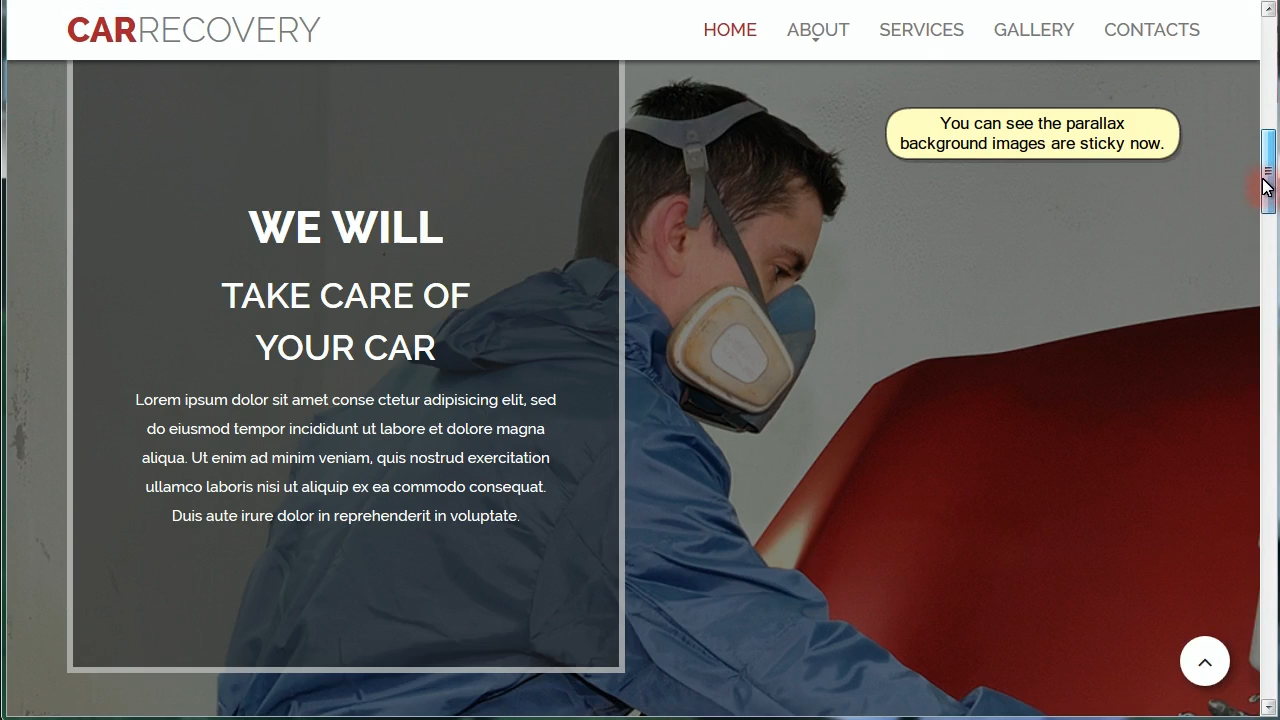 CARRECOVERY
HOME ABOUT SERVICES GALLERY CONTACTS
You can see the parallax
background images are sticky now.
WE WILL
TAKE CARE OF
YOUR CAR
Lorem ipsum dolor sit amet conse ctetur adipisicing elit, sed
do eiusmod tempor incididunt ut labore et dolore magna
aliqua. Ut enim ad minim veniam, quis nostrud exercitation
ullamco laboris nisi ut aliquip ex ea commodo consequat.
Duis aute irure dolor in reprehenderit in voluptate.